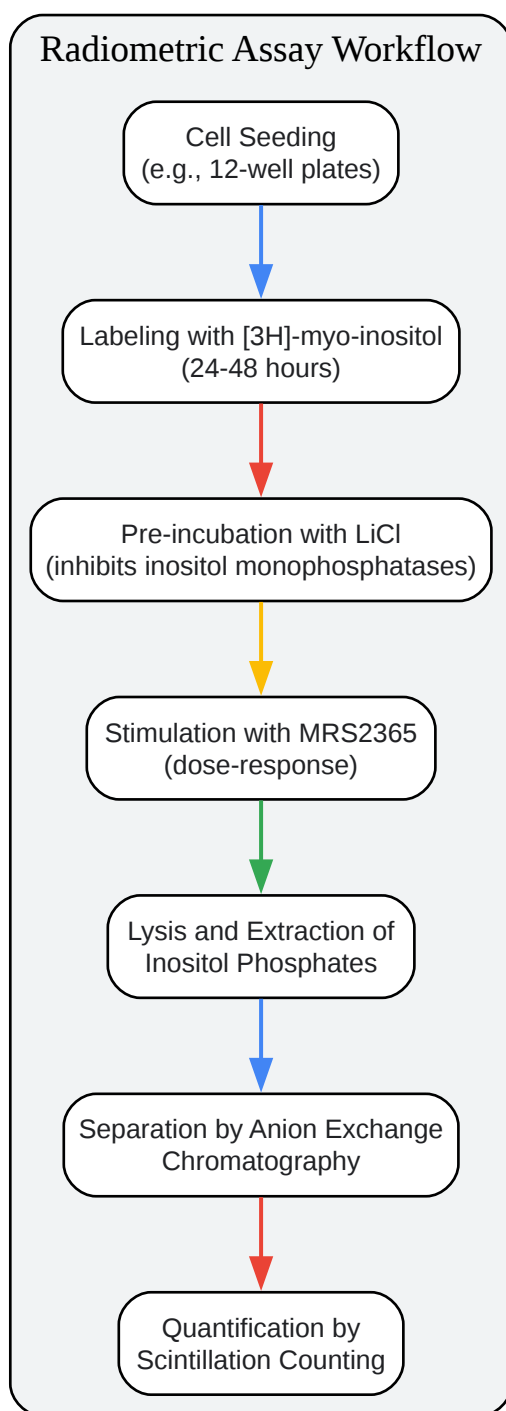 Radiometric Assay Workflow
Cell Seeding
(e.g., 12-well plates)
Labeling with [3H]-myo-inositol
(24-48 hours)
Pre-incubation with LiCl
(inhibits inositol monophosphatases)
Stimulation with MRS2365
(dose-response)
Lysis and Extraction of
Inositol Phosphates
Separation by Anion Exchange
Chromatography
Quantification by
Scintillation Counting